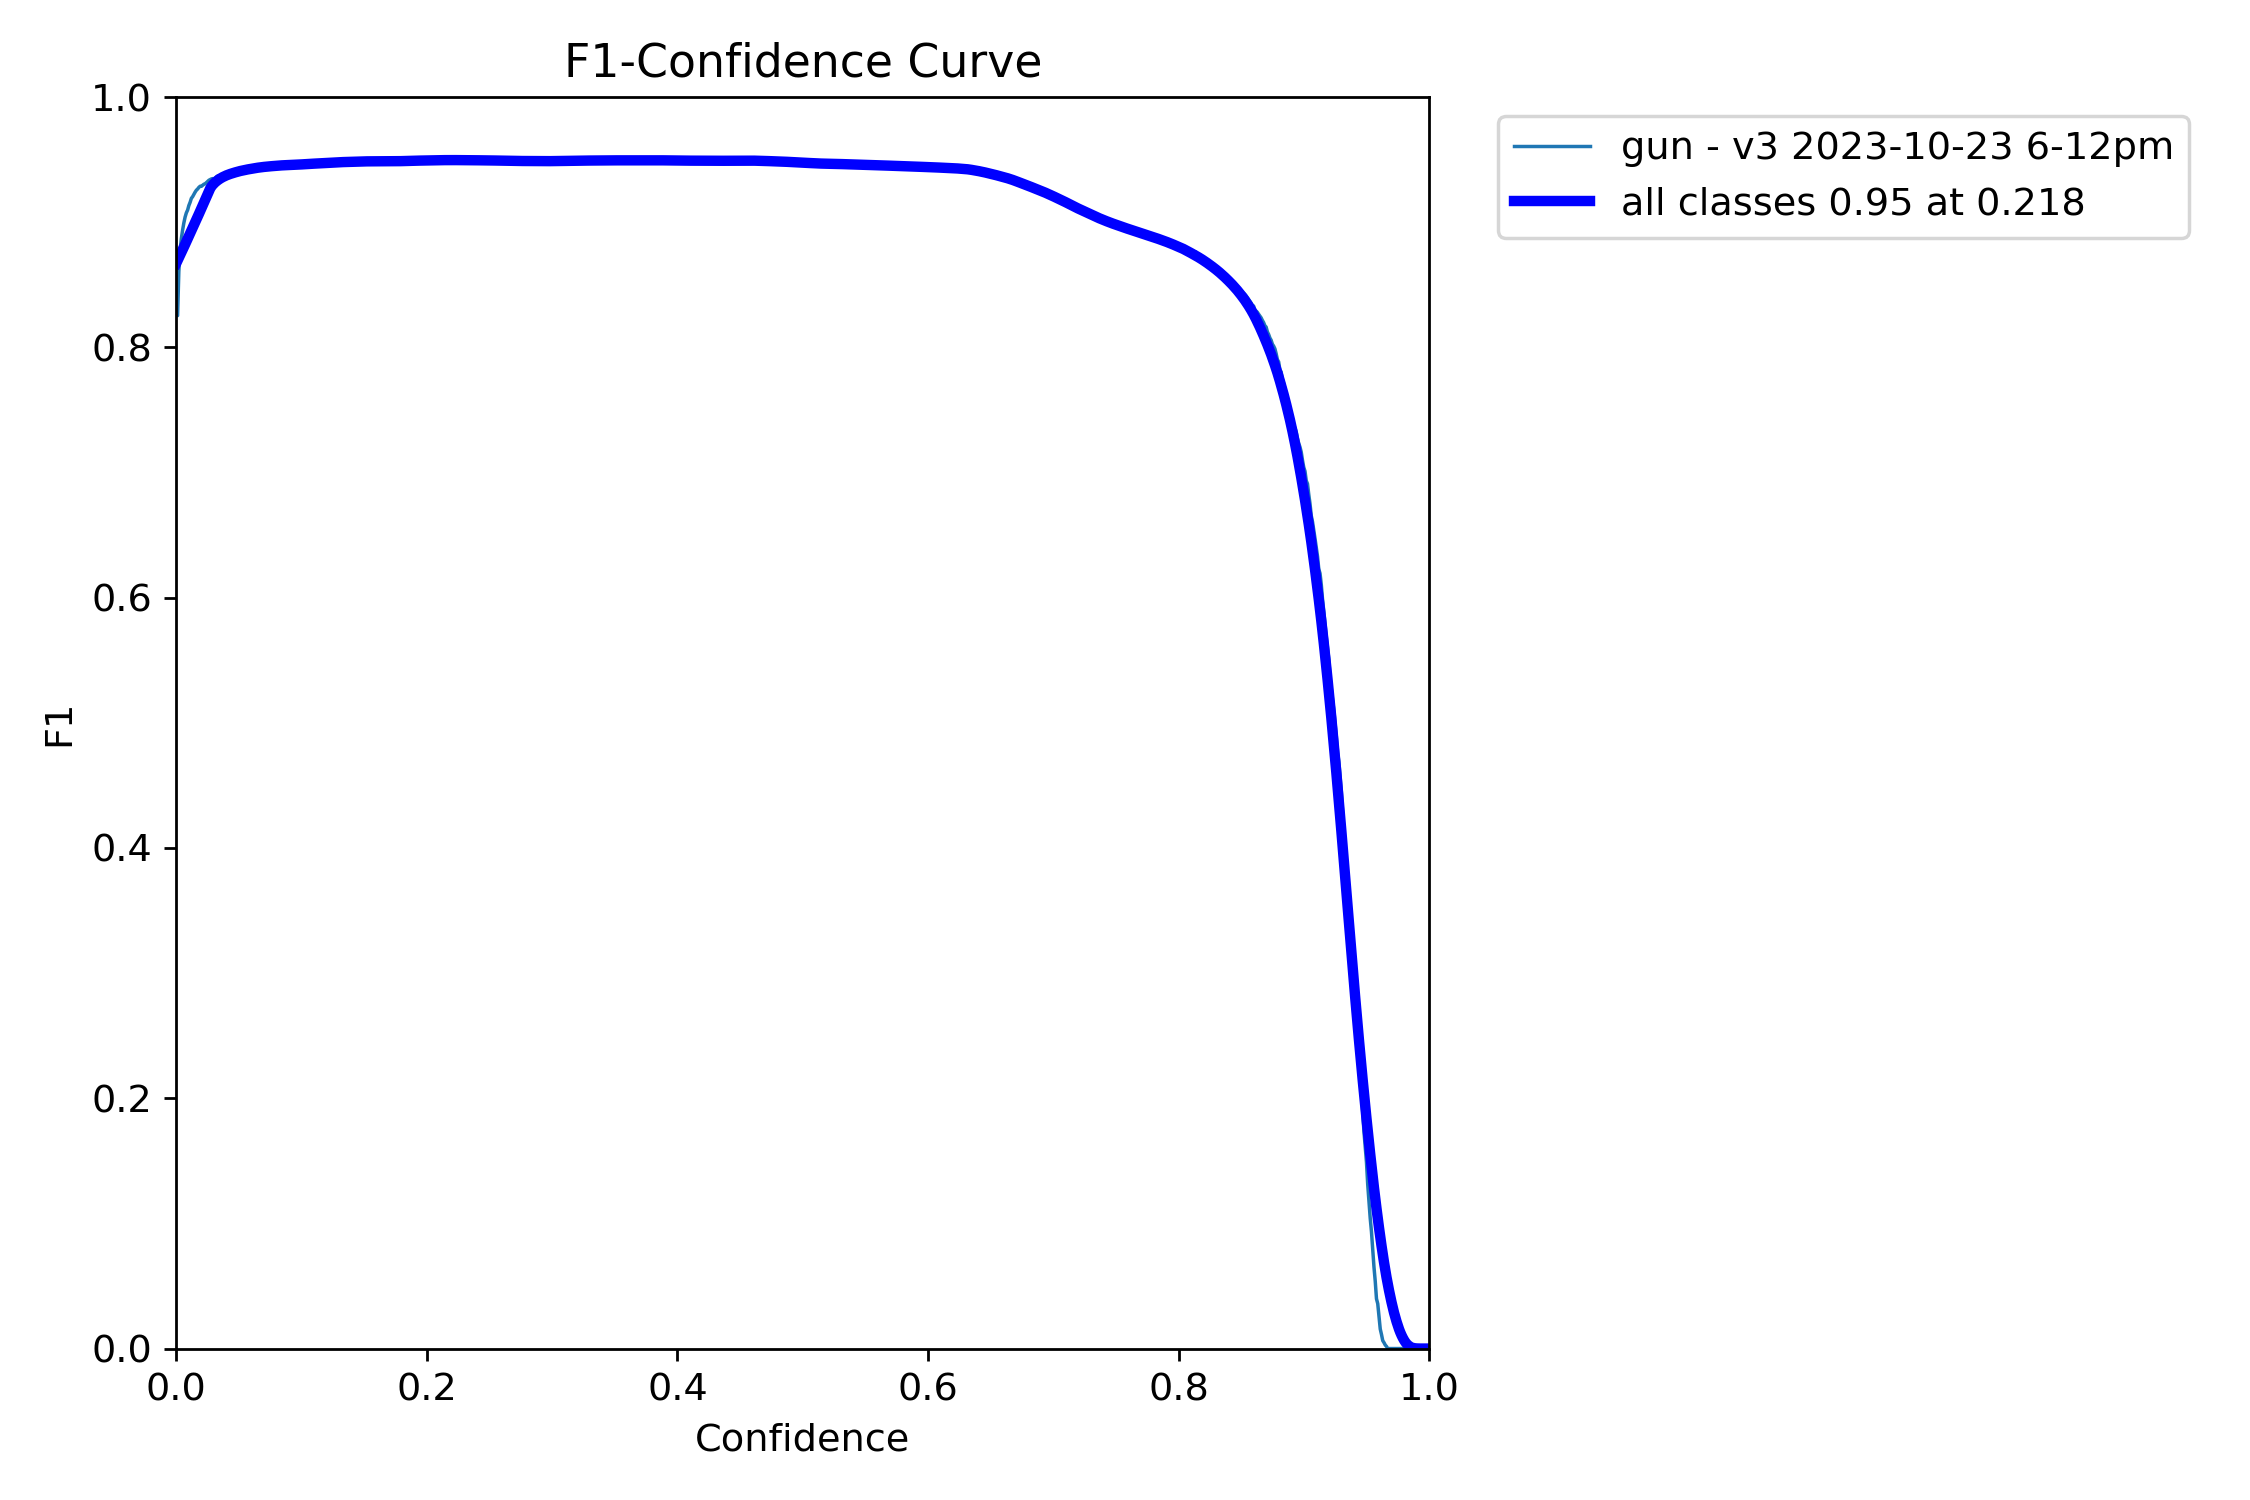 F1-Confidence Curve
gun - v3 2023-10-23 6-12pm
all classes 0.95 at 0.218
1.0
0.8
0.6
0.4
0.2
0.0
F1
0.0 0.2 0.4 0.6 0.8 1.0
Confidence